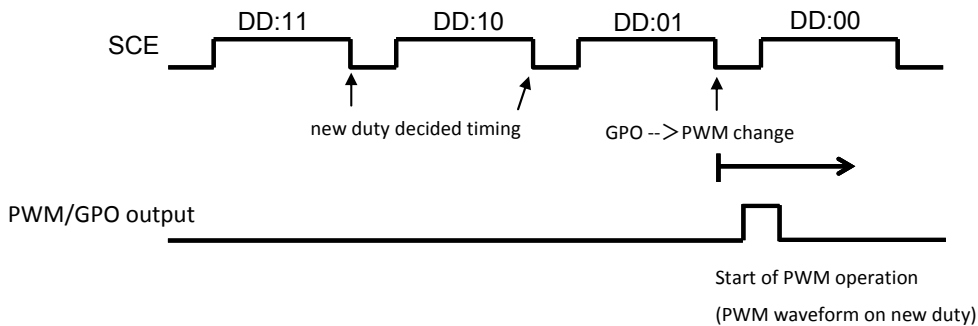 DD:11 DD:10 DD:01 DD:00
SCE
new duty decided timing
GPO -->PWM change
PWM/GPO output
Start of PWM operation
(PWM waveform on new duty)